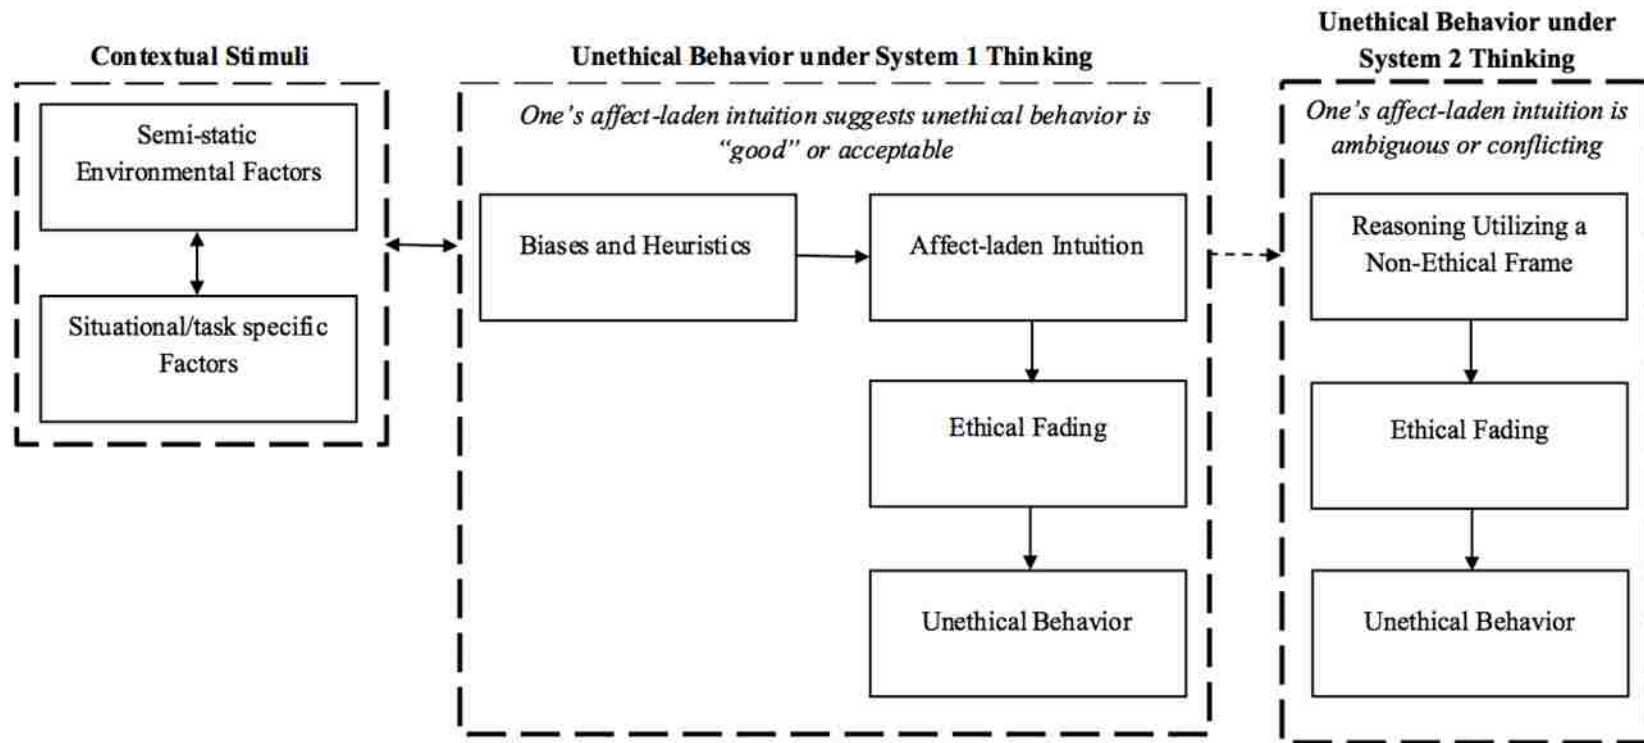 Contextual Stimuli
Semi-static
Environmental Factors
Situational/task specific
Factors
Unethical Behavior under System 1 Thinking
One's affect-laden intuition suggests unethical behavior is
“good” or acceptable
Biases and Heuristics
Affect-laden Intuition
Ethical Fading
Unethical Behavior
Unethical Behavior under
System 2 Thinking
One's affect-laden intuition is
ambiguous or conflicting
Reasoning Utilizing a
Non-Ethical Frame
Ethical Fading
Unethical Behavior